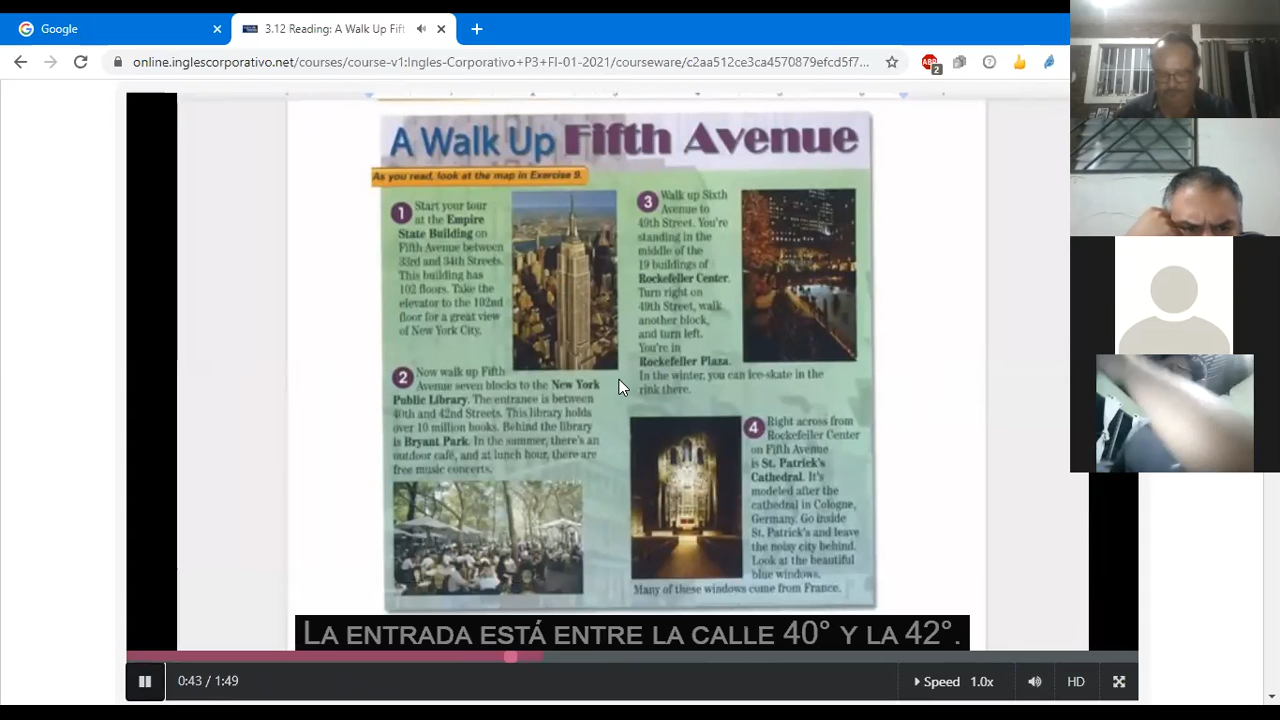 Google
3.12 Reading: A Walk Up Fift
online.inglescorporativo.net/courses/course-v1:Ingles-Corporativo+P3+FI-01-2021/courseware/c2aa512ce3ca4570879efcd5f7...
ABP
2
A Walk Up Fifth Avenue
As you read, look at the map in Exercise 9.
1 Start your tour
at the Empire
State Building on
Fifth Avenue between
33rd and 34th Streets.
This building has
102 floors. Take the
elevator to the 102nd
floor for a great view
of New York City.
2 Now walk up Fifth
Avenue seven blocks to the New York
Public Library. The entrance is between
40th and 42nd Streets. This library holds
over 10 million books. Behind the library
is Bryant Park. In the summer, there's an
outdoor café, and at lunch hour, there are
free music concerts.
3 Walk up Sixth
Avenue to
49th Street. You're
standing in the
middle of the
19 buildings of
Rockefeller Center.
Turn right on
49th Street, walk
another block,
and turn left.
You're in
Rockefeller Plaza.
In the winter, you can ice-skate in the
rink there.
4 Right across from
Rockefeller Center
on Fifth Avenue
is St. Patrick's
Cathedral. It's
modeled after the
cathedral in Cologne,
Germany. Go inside
St. Patrick's and leave
the noisy city behind.
Look at the beautiful
blue windows.
Many of these windows come from France.
La entrada está entre la calle 40° y la 42°.
0:43 / 1:49
Speed 1.0x
HD